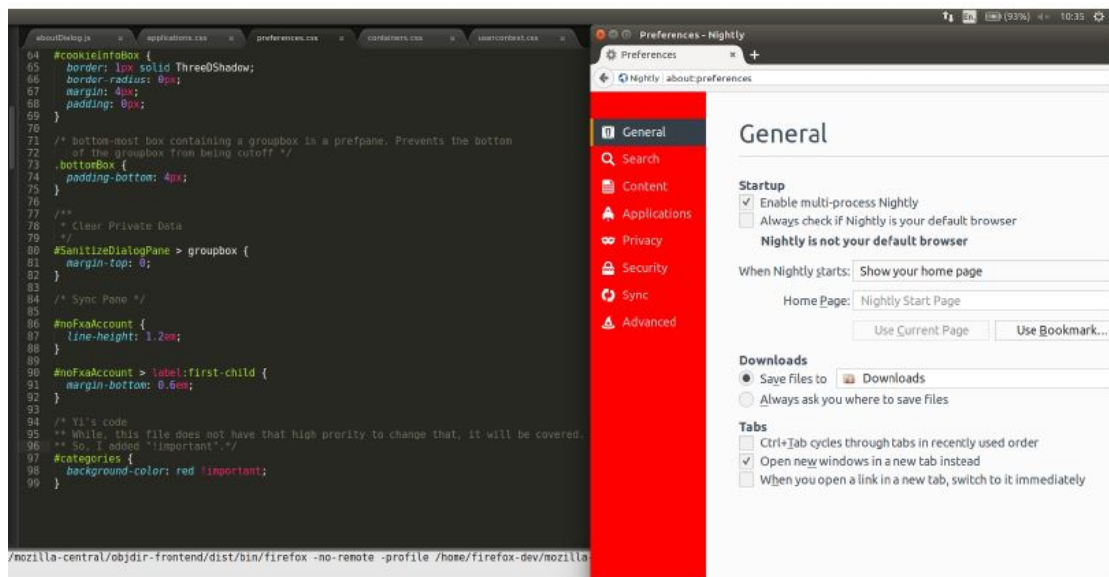 En (93%) 10:35
aboutDialog.js applications.css preferences.css containers.css usercontext.css
64 #cookieInfoBox {
65 border: 1px solid ThreeDShadow;
66 border-radius: 0px;
67 margin: 4px;
68 padding: 0px;
69 }
70
71 /* bottom-most box containing a groupbox in a prefpane. Prevents the bottom
72 of the groupbox from being cutoff */
73 .bottomBox {
74 padding-bottom: 4px;
75 }
76
77 /**
78 * Clear Private Data
79 */
80 #SanitizeDialogPane > groupbox {
81 margin-top: 0;
82 }
83
84 /* Sync Pane */
85
86 #noFxaAccount {
87 line-height: 1.2em;
88 }
89
90 #noFxaAccount > label:first-child {
91 margin-bottom: 0.6em;
92 }
93
94 /* Yi's code
95 ** While, this file does not have that high prority to change that, it will be covered.
96 ** So, I added "!important".*/
97 #categories {
98 background-color: red !important;
99 }
/mozilla-central/objdir-frontend/dist/bin/firefox -no-remote -profile /home/firefox-dev/mozilla-
Preferences - Nightly
Preferences
Nightly about:preferences
General
Search
Content
Applications
Privacy
Security
Sync
Advanced
General
Startup
Enable multi-process Nightly
Always check if Nightly is your default browser
Nightly is not your default browser
When Nightly starts: Show your home page
Home Page: Nightly Start Page
Use Current Page Use Bookmark...
Downloads
Save files to Downloads
Always ask you where to save files
Tabs
Ctrl+Tab cycles through tabs in recently used order
Open new windows in a new tab instead
When you open a link in a new tab, switch to it immediately